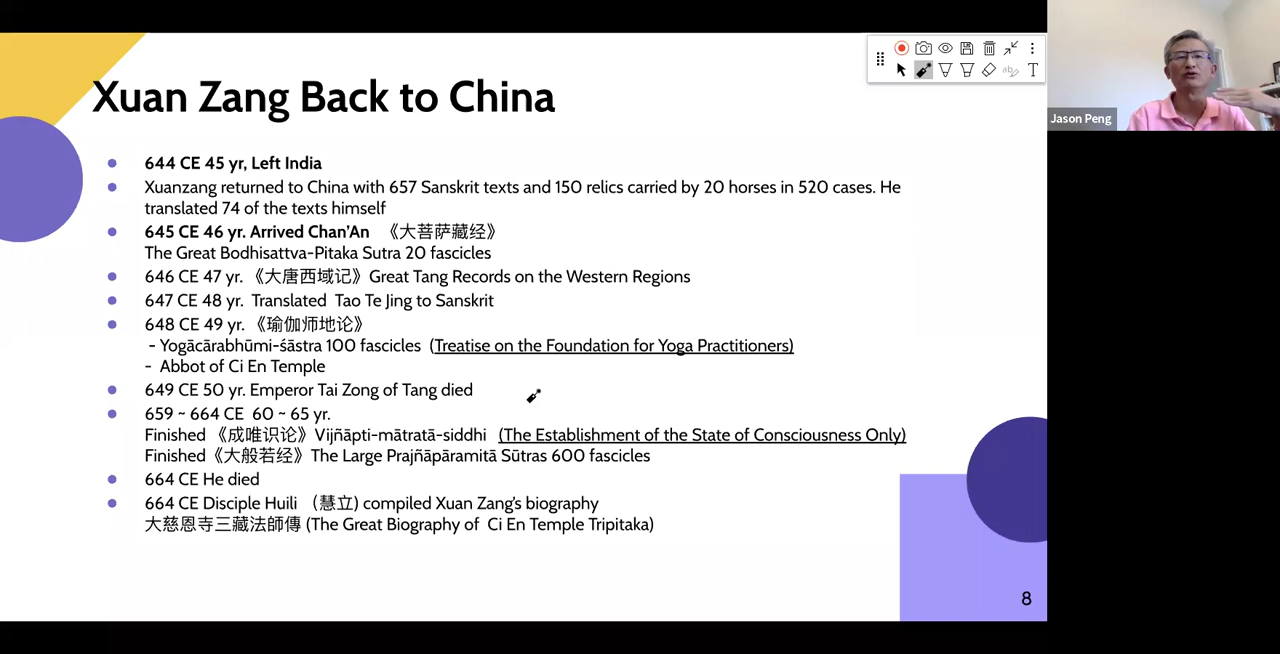 Xuan Zang Back to China
644 CE 45 yr, Left India
Xuanzang returned to China with 657 Sanskrit texts and 150 relics carried by 20 horses in 520 cases. He
translated 74 of the texts himself
645 CE 46 yr. Arrived Chan'An 《大菩萨藏经》
The Great Bodhisattva-Pitaka Sutra 20 fascicles
646 CE 47 yr. 《大唐西域记》Great Tang Records on the Western Regions
647 CE 48 yr. Translated Tao Te Jing to Sanskrit
648 CE 49 yr. 《瑜伽师地论》
- Yogācārabhūmi-śāstra 100 fascicles (Treatise on the Foundation for Yoga Practitioners)
- Abbot of Ci En Temple
649 CE 50 yr. Emperor Tai Zong of Tang died
659 ~ 664 CE 60 ~ 65 yr.
Finished 《成唯识论》Vijñāpti-mātratā-siddhi (The Establishment of the State of Consciousness Only)
Finished《大般若经》The Large Prajñāpāramitā Sūtras 600 fascicles
664 CE He died
664 CE Disciple Huili （慧立) compiled Xuan Zang's biography
大慈恩寺三藏法師傳 (The Great Biography of Ci En Temple Tripitaka)
8
ab
T
Jason Peng